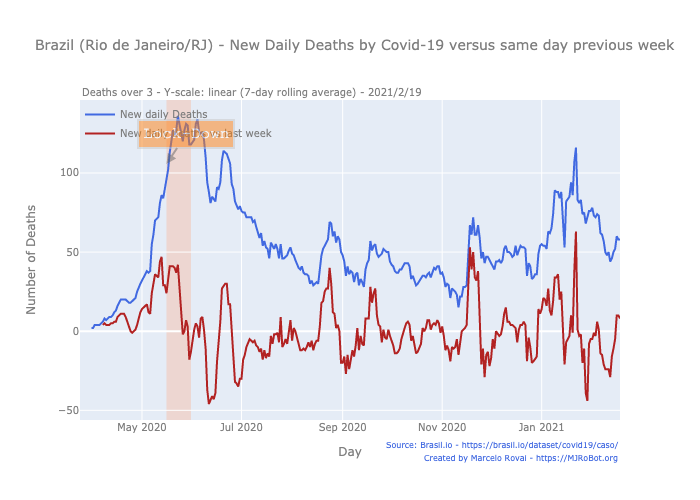 Brazil (Rio de Janeiro/RJ) - New Daily Deaths by Covid-19 versus same day previous week
Deaths over 3 - Y-scale: linear (7-day rolling average) - 2021/2/19
New daily Deaths
New last week
100
50
0
−50
Number of Deaths
May 2020
Jul 2020
Sep 2020
Nov 2020
Jan 2021
Day
Source: Brasil.io - https://brasil.io/dataset/covid19/caso/
Created by Marcelo Rovai - https://MJRoBot.org